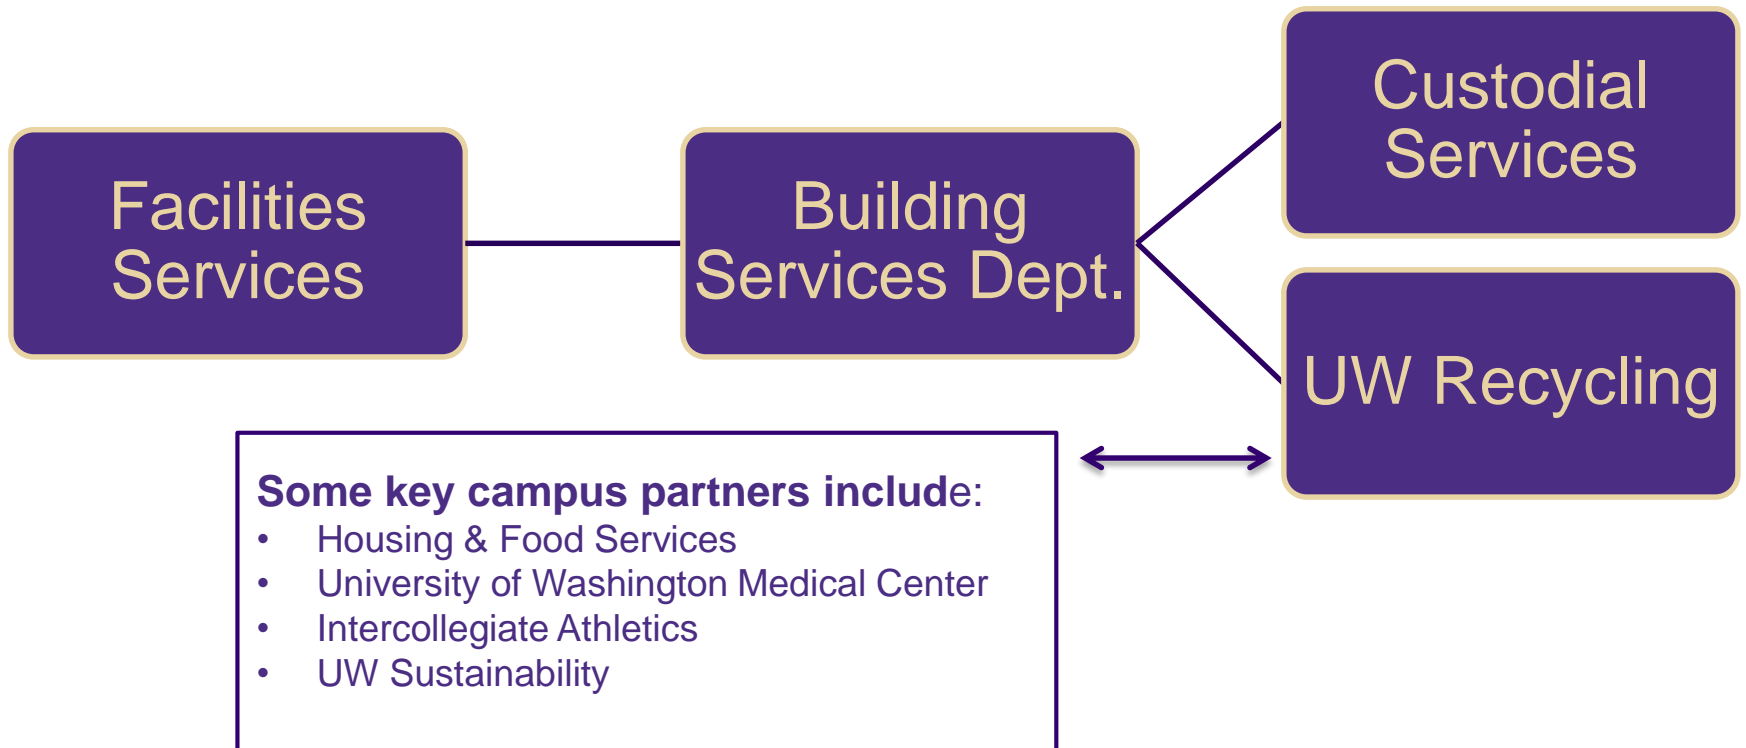 Facilities
Services
Building
Services Dept.
Custodial
Services
UW Recycling
Some key campus partners include:
• Housing & Food Services
• University of Washington Medical Center
• Intercollegiate Athletics
• UW Sustainability